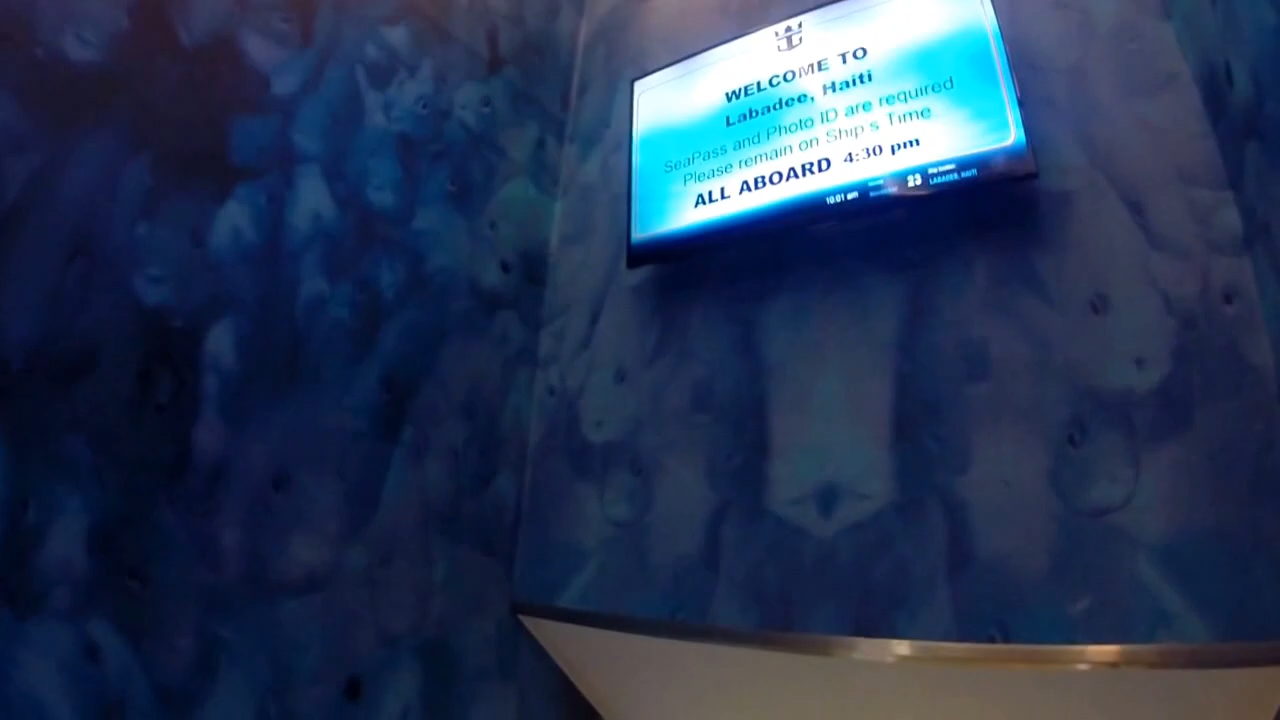 WELCOME TO
Labadee, Haiti
SeaPass and Photo ID are required
Please remain on Ship's Time
ALL ABOARD 4:30 pm
10:01 am
23
LABADEE, HAITI